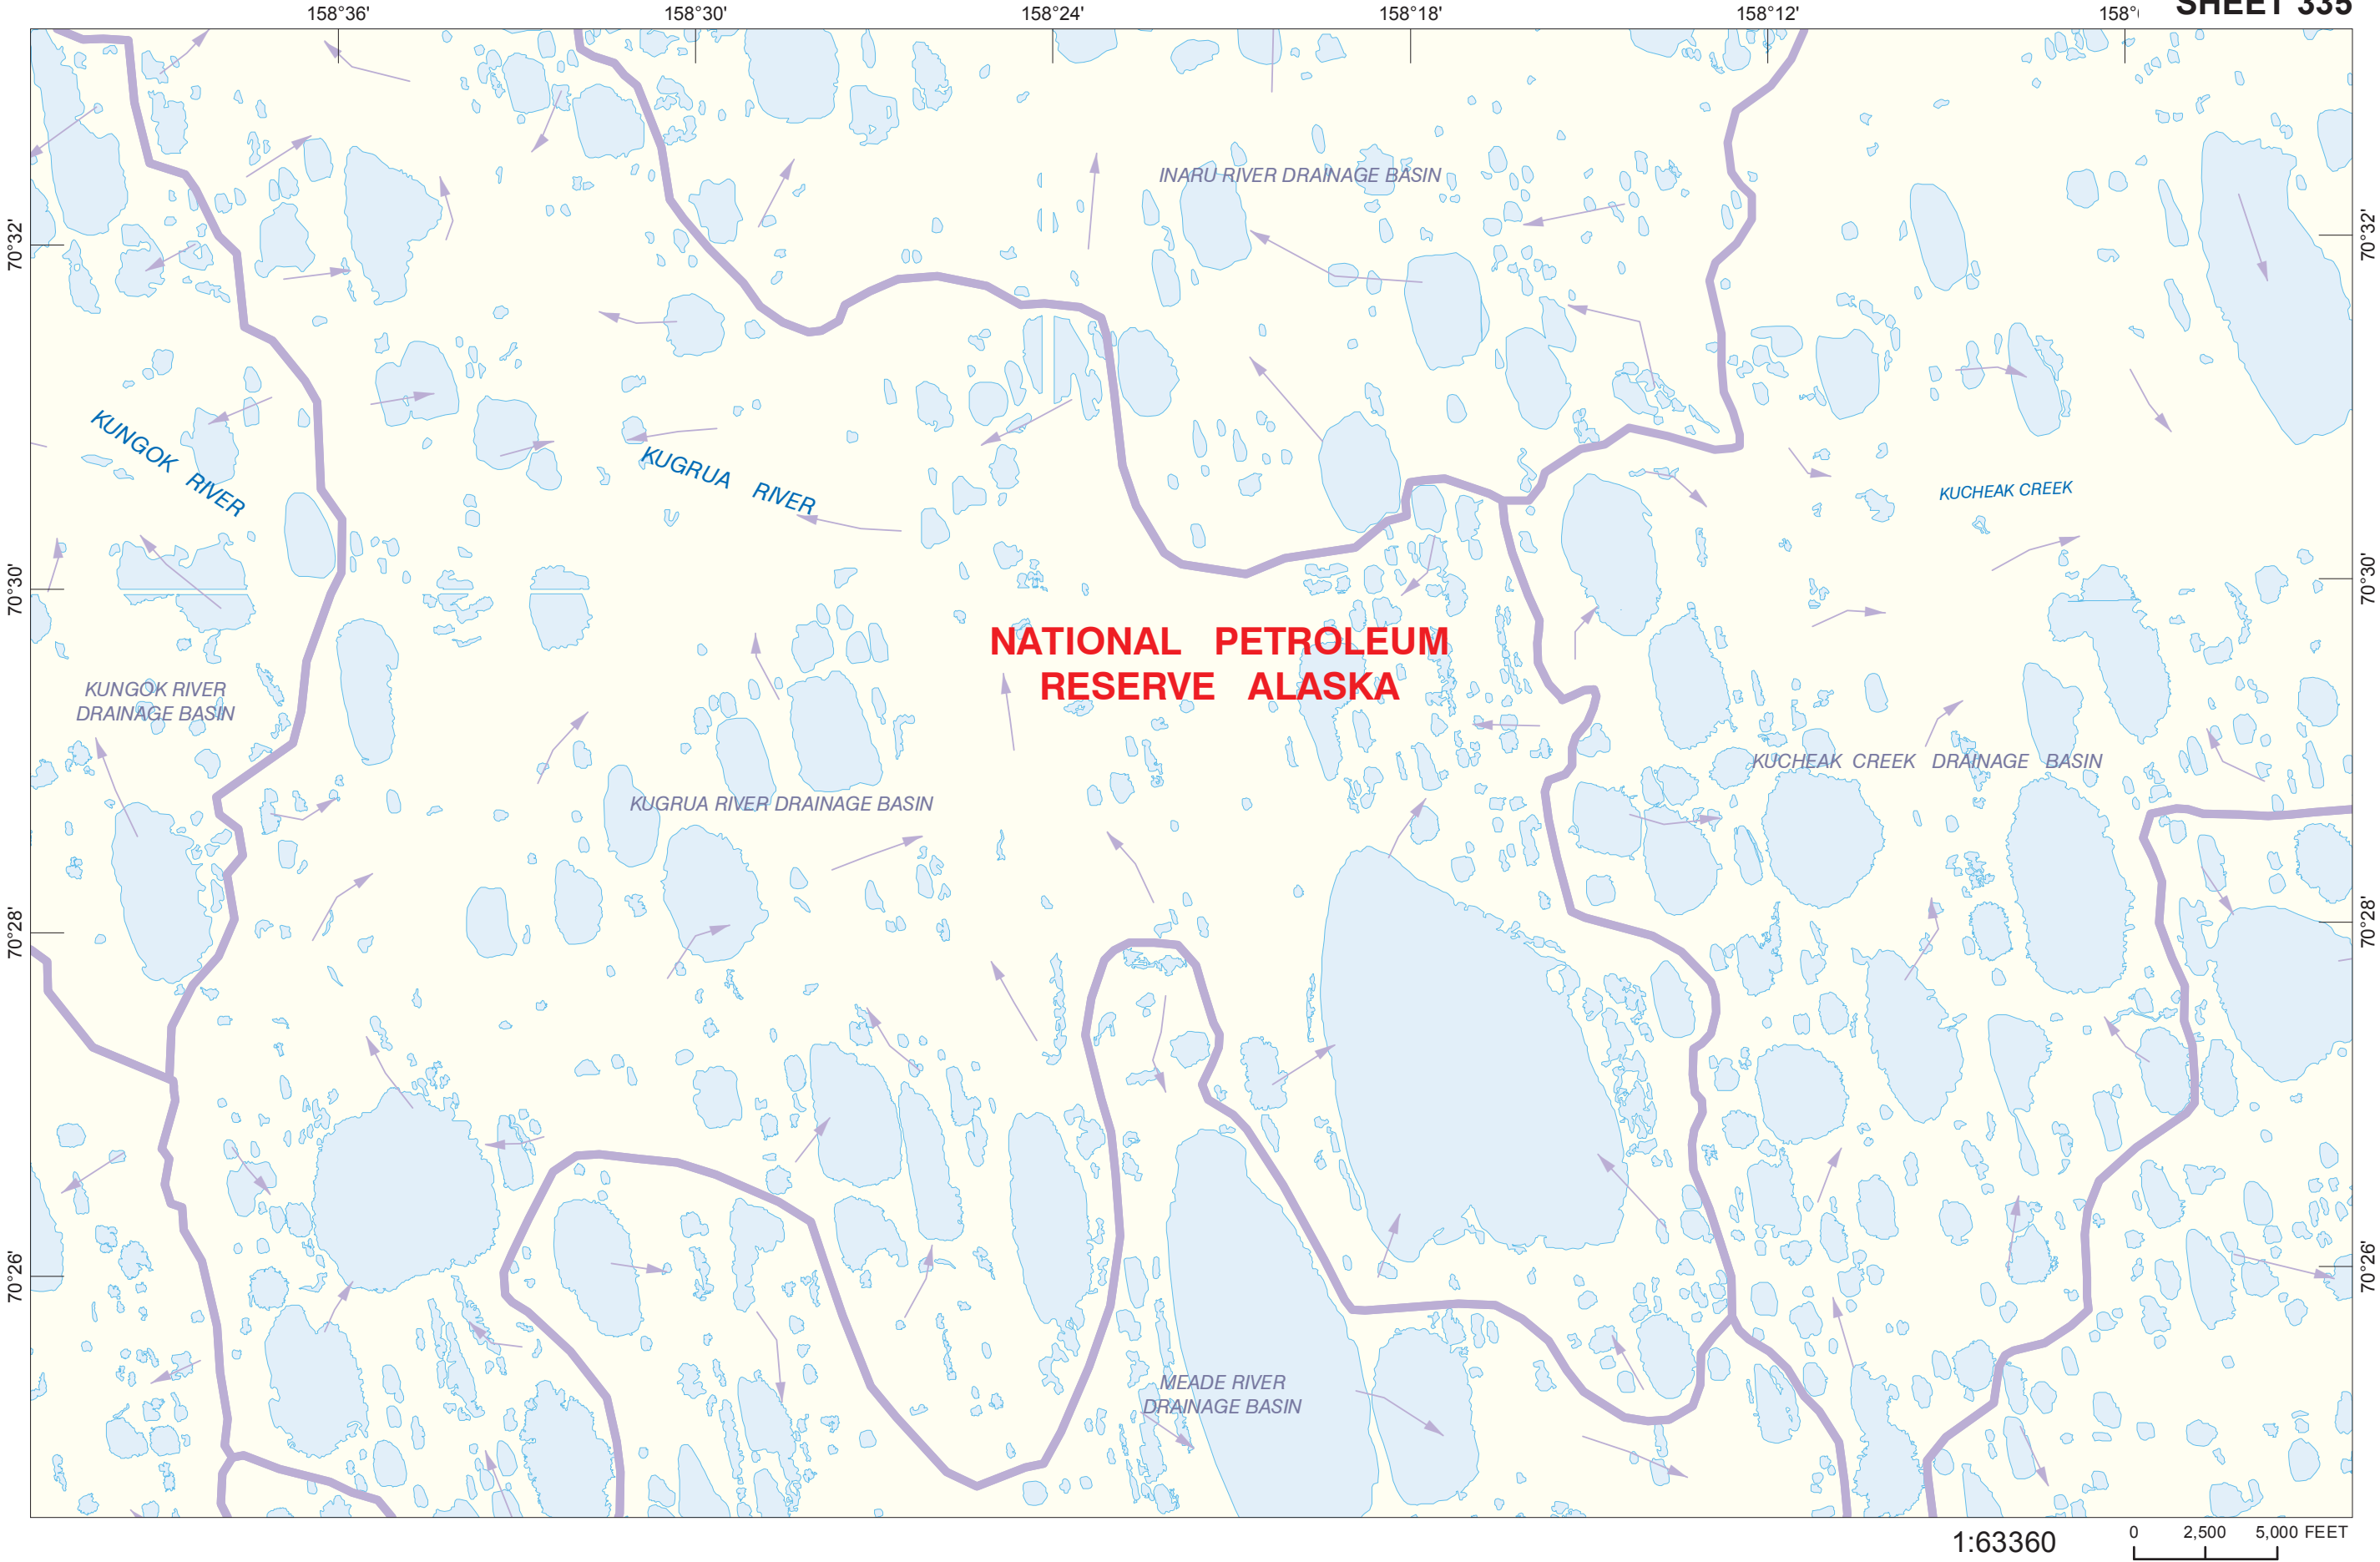 SHEET 335
158°36' 158°30' 158°24' 158°18' 158°12'
INARU RIVER DRAINAGE BASIN
70°32' 70°32'
KUNGOK RIVER
KUGRUA RIVER
KUCHEAK CREEK
70°30' 70°30'
NATIONAL PETROLEUM
RESERVE ALASKA
KUNGOK RIVER
DRAINAGE BASIN
KUCHEAK CREEK DRAINAGE BASIN
KUGRUA RIVER DRAINAGE BASIN
70°28' 70°28'
70°26' 70°26'
MEADE RIVER
DRAINAGE BASIN
1:63360
0 2,500 5,000 FEET